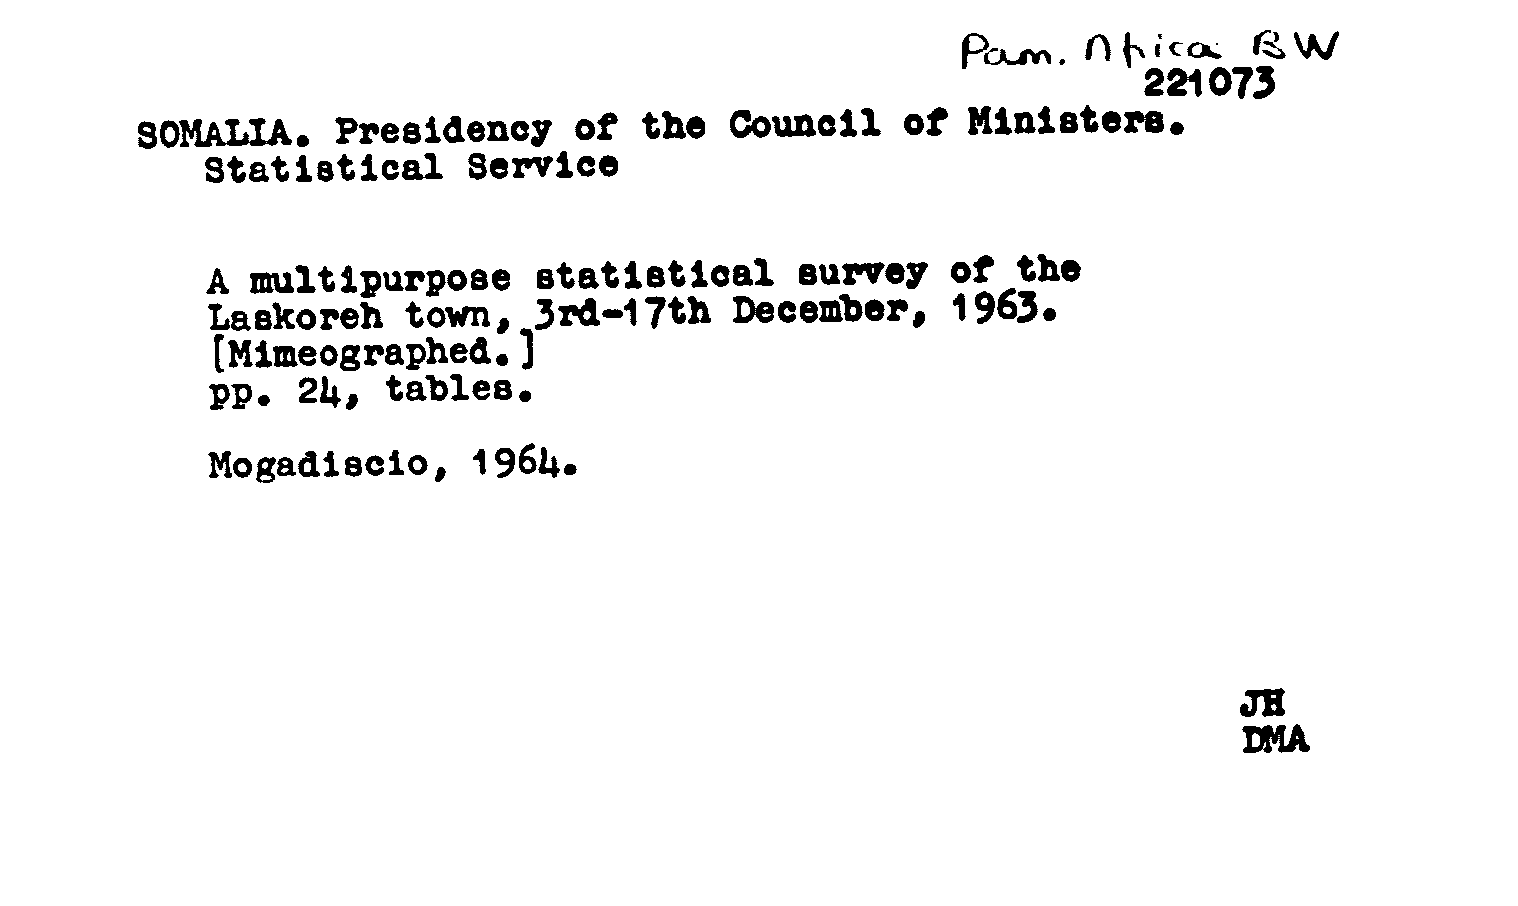 Pam. Africa BW
221073
SOMALIA. Presidency of the Council of Ministers.
Statistical Service
A multipurpose statistical survey of the
Laskoreh town, 3rd-17th December, 1963.
[Mimeographed.]
pp. 24, tables.
Mogadiscio, 1964.
JH
DMA